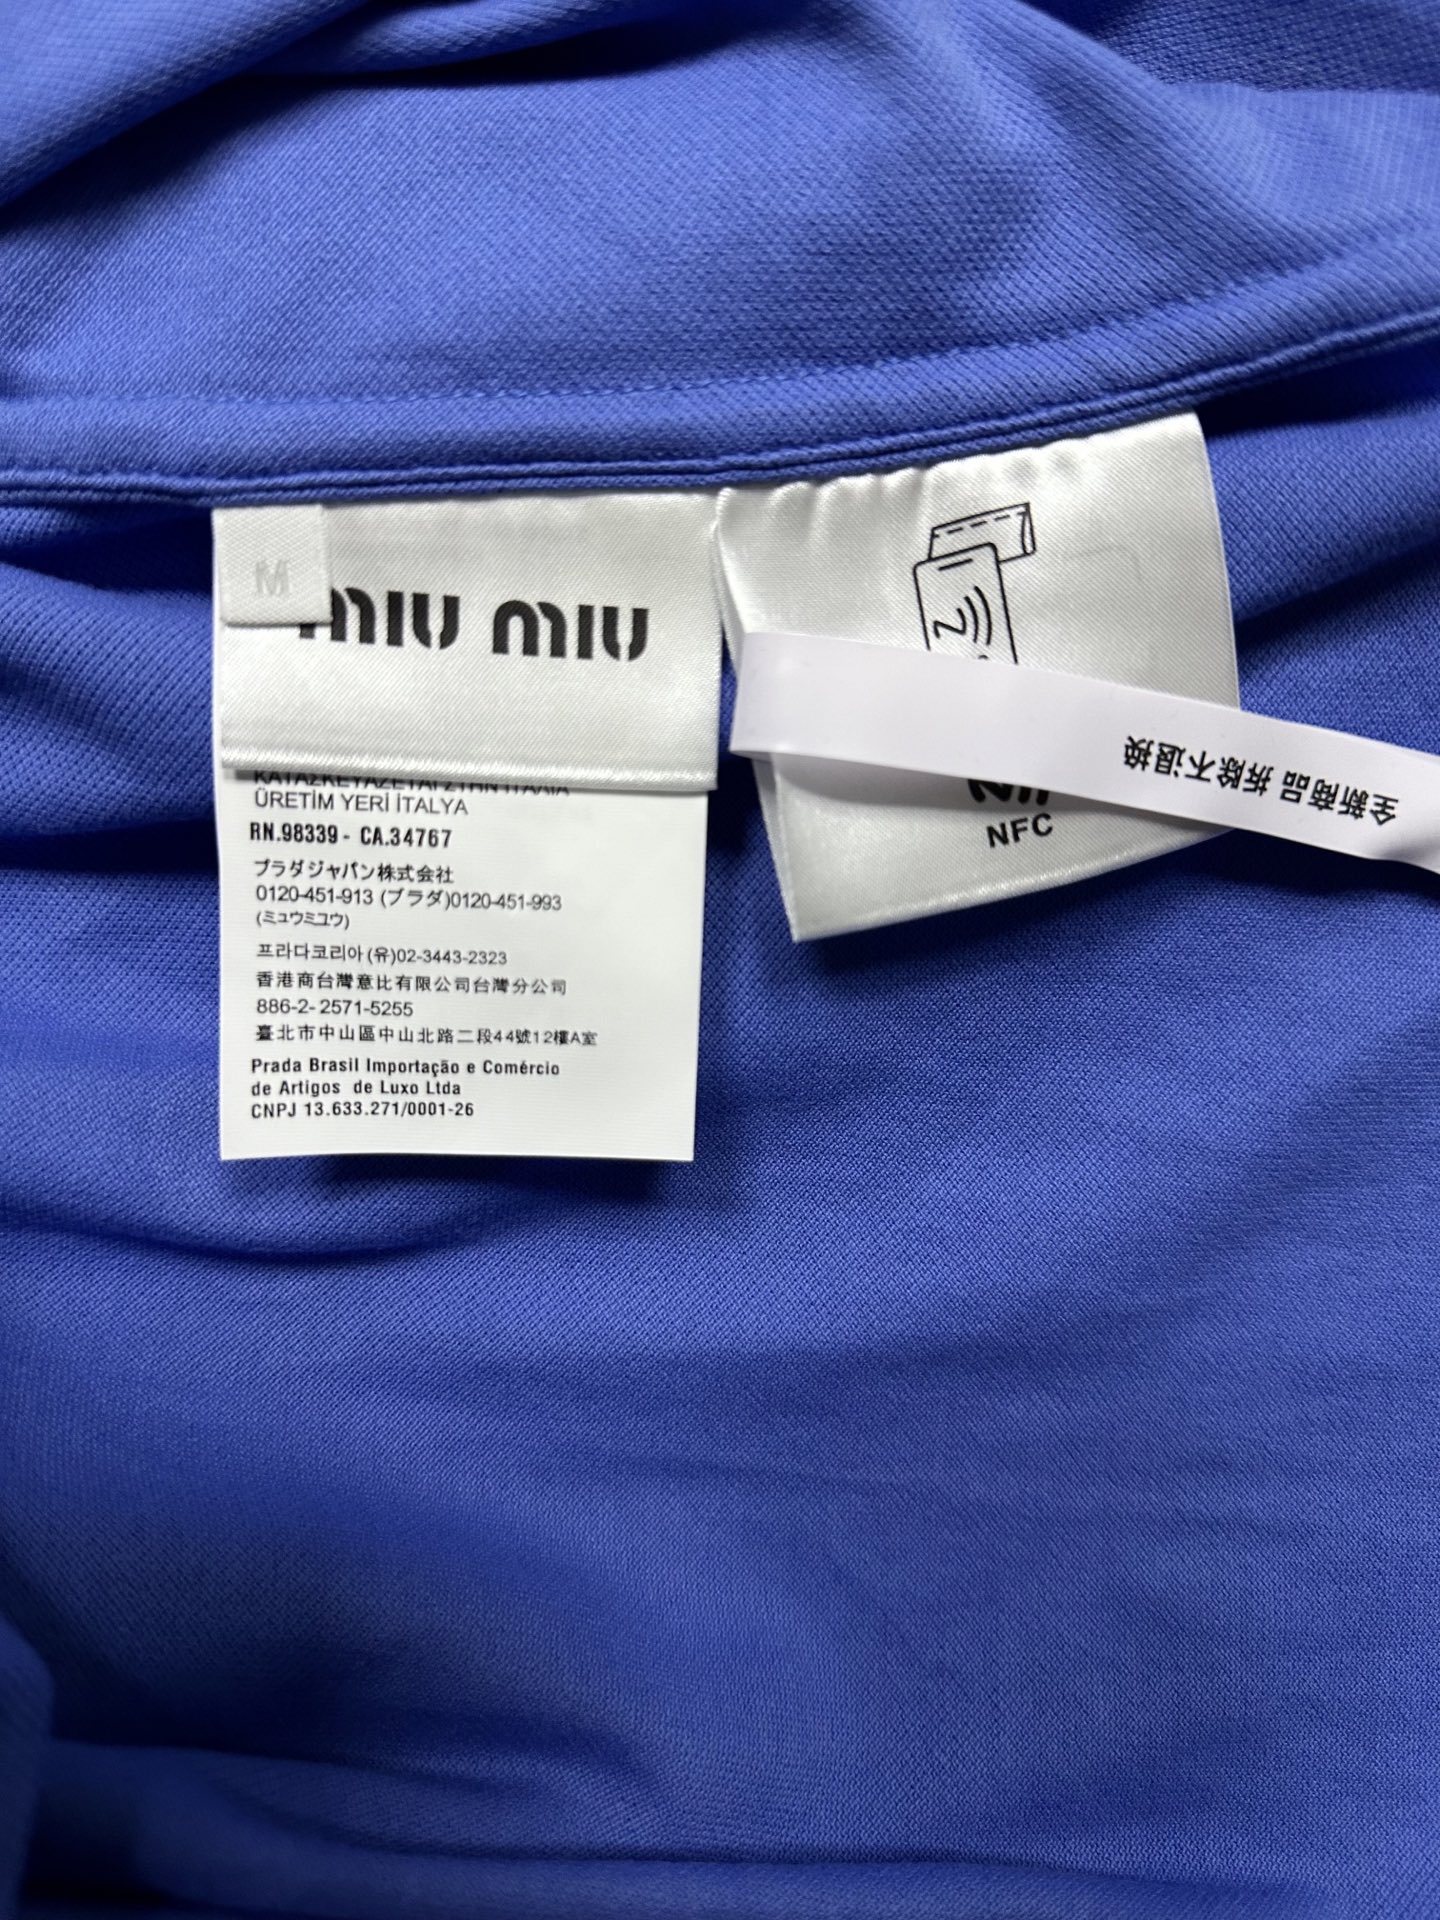 M
MIU MIU
ÜRETİM YERİ İTALYA
RN.98339 - CA.34767
プラダジャパン株式会社
0120-451-913 (プラダ)0120-451-993
(ミュウミュウ)
프라다코리아(유)02-3443-2323
香港商台灣意比有限公司台灣分公司
886-2- 2571-5255
臺北市中山區中山北路二段44號12樓A室
Prada Brasil Importação e Comércio
de Artigos de Luxo Ltda
CNPJ 13.633.271/0001-26
NFC
全新商品 拆除不退换